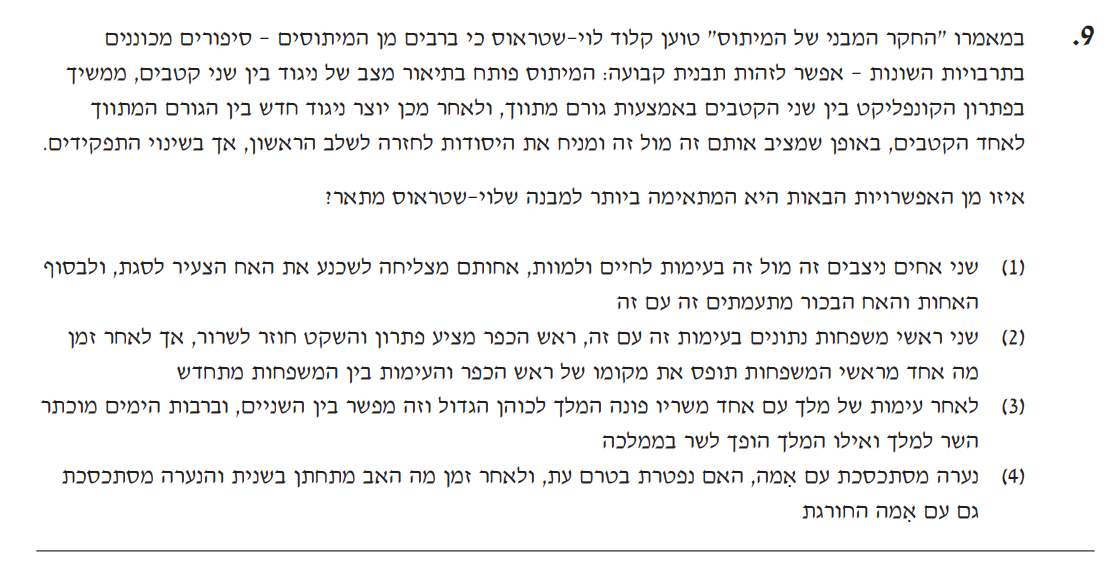 9. במאמרו "החקר המבני של המיתוס" טוען קלוד לוי-שטראוס כי ברבים מן המיתוסים - סיפורים מכוננים
בתרבויות השונות - אפשר לזהות תבנית קבועה: המיתוס פותח בתיאור מצב של ניגוד בין שני קטבים, ממשיך
בפתרון הקונפליקט בין שני הקטבים באמצעות גורם מתווך, ולאחר מכן יוצר ניגוד חדש בין הגורם המתווך
לאחד הקטבים, באופן שמציב אותם זה מול זה ומניח את היסודות לחזרה לשלב הראשון, אך בשינוי התפקידים.
איזו מן האפשרויות הבאות היא המתאימה ביותר למבנה שלוי-שטראוס מתאר?
(1) שני אחים ניצבים זה מול זה בעימות לחיים ולמוות, אחותם מצליחה לשכנע את האח הצעיר לסגת, ולבסוף
האחות והאח הבכור מתעמתים זה עם זה
(2) שני ראשי משפחות נתונים בעימות זה עם זה, ראש הכפר מציע פתרון והשקט חוזר לשרור, אך לאחר זמן
מה אחד מראשי המשפחות תופס את מקומו של ראש הכפר והעימות בין המשפחות מתחדש
(3) לאחר עימות של מלך עם אחד משריו פונה המלך לכוהן הגדול וזה מפשר בין השניים, וברבות הימים מוכתר
השר למלך ואילו המלך הופך לשר בממלכה
(4) נערה מסתכסכת עם אִמה, האם נפטרת בטרם עת, ולאחר זמן מה האב מתחתן בשנית והנערה מסתכסכת
גם עם אִמה החורגת